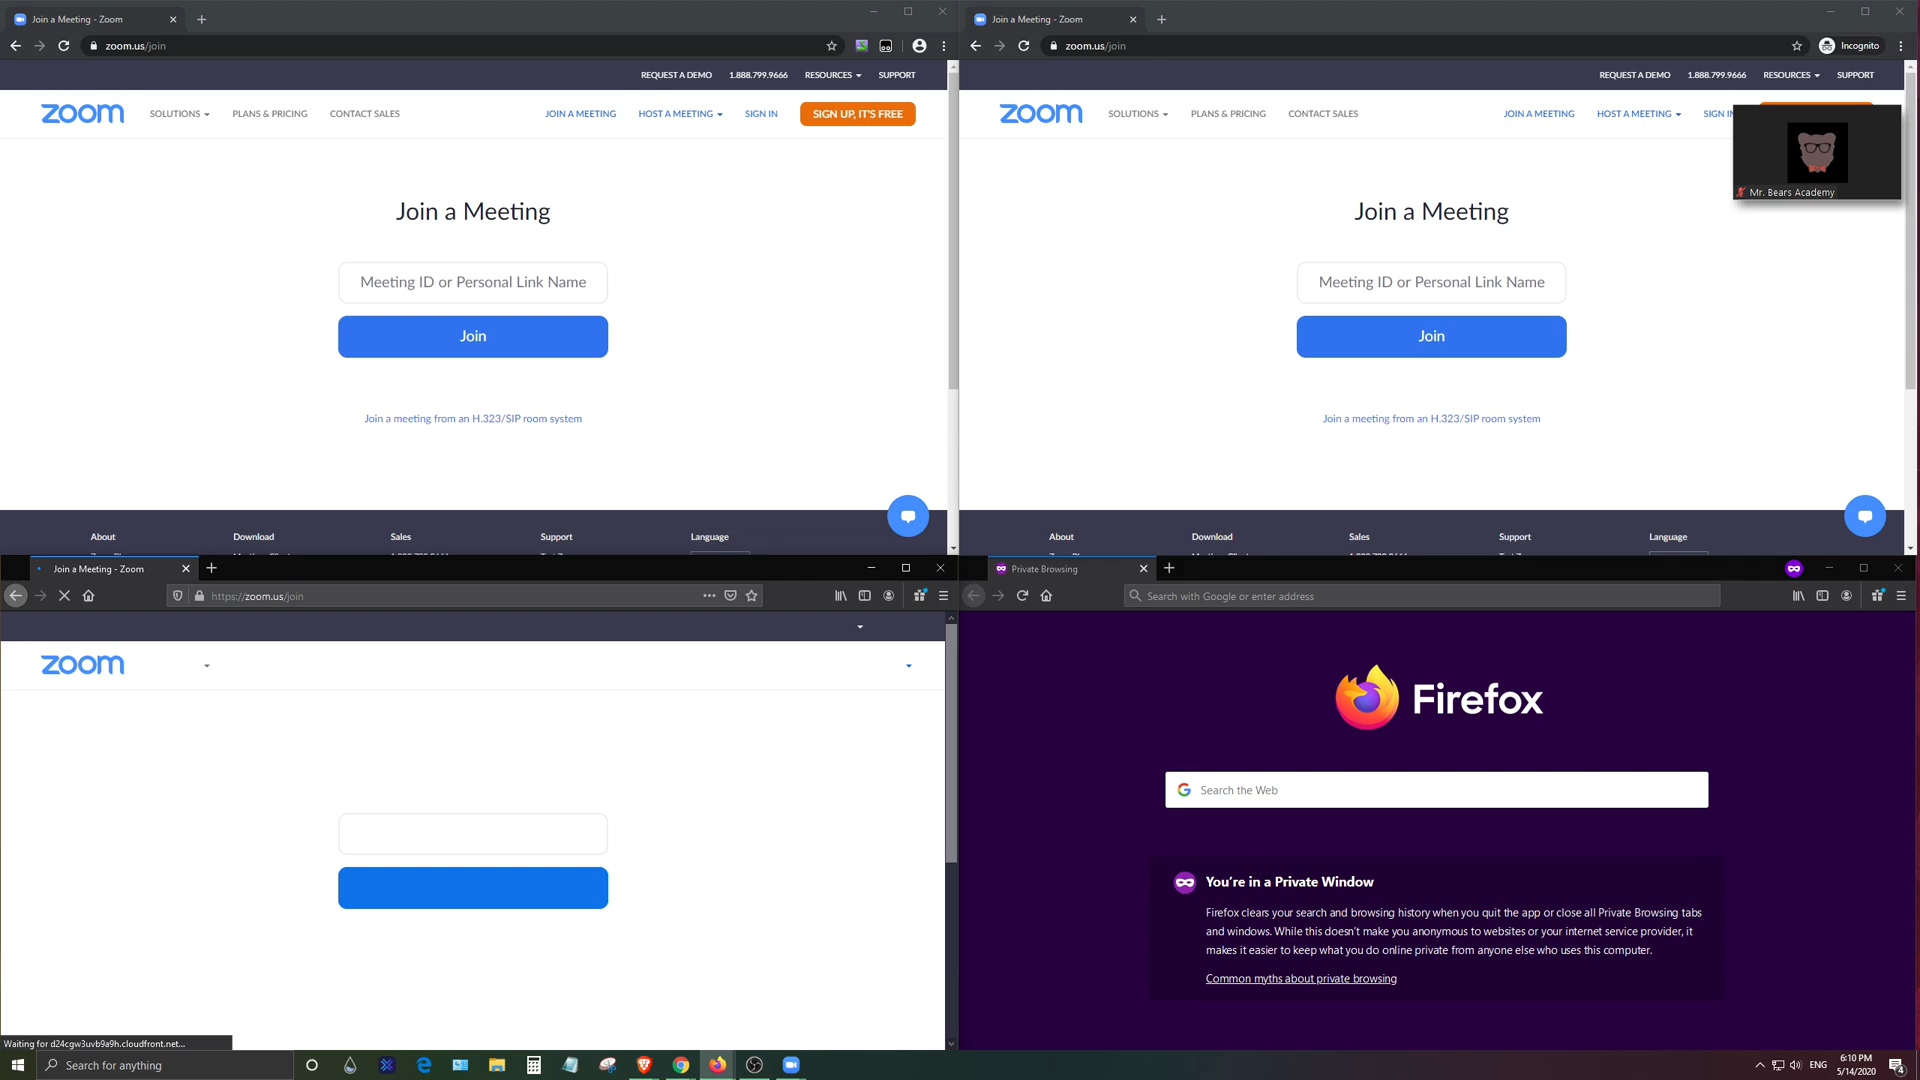 Join a Meeting - Zoom
zoom.us/join
REQUEST A DEMO 1.888.799.9666 RESOURCES SUPPORT
zoom SOLUTIONS PLANS & PRICING CONTACT SALES JOIN A MEETING HOST A MEETING SIGN IN SIGN UP, IT'S FREE
Join a Meeting
Meeting ID or Personal Link Name
Join
Join a meeting from an H.323/SIP room system
About Download Sales Support Language
Join a Meeting - Zoom
zoom.us/join Incognito
REQUEST A DEMO 1.888.799.9666 RESOURCES SUPPORT
zoom SOLUTIONS PLANS & PRICING CONTACT SALES JOIN A MEETING HOST A MEETING SIGN IN
Mr. Bears Academy
Join a Meeting
Meeting ID or Personal Link Name
Join
Join a meeting from an H.323/SIP room system
About Download Sales Support Language
Join a Meeting - Zoom
https://zoom.us/join
zoom
Waiting for d24cgw3uvb9a9h.cloudfront.net...
Private Browsing
Search with Google or enter address
Firefox
Search the Web
You're in a Private Window
Firefox clears your search and browsing history when you quit the app or close all Private Browsing tabs
and windows. While this doesn't make you anonymous to websites or your internet service provider, it
makes it easier to keep what you do online private from anyone else who uses this computer.
Common myths about private browsing
Search for anything
ENG
6:10 PM
5/14/2020
4